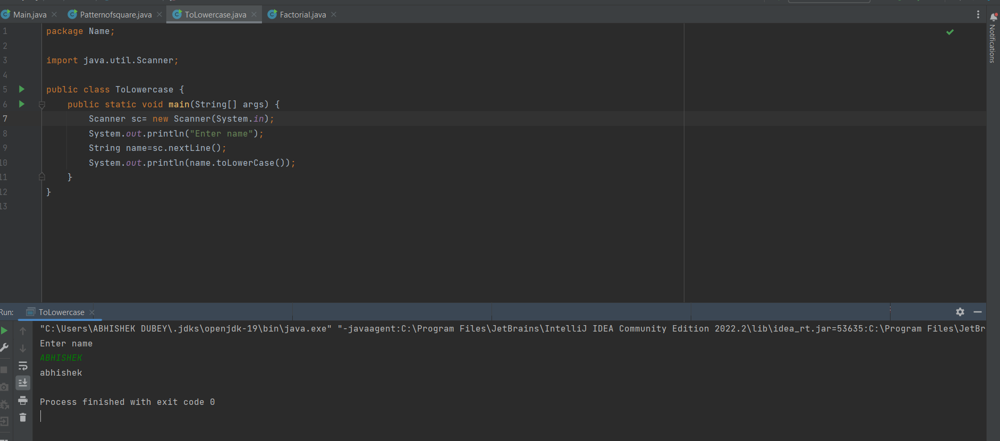 Main.java Patternofsquare.java ToLowercase.java Factorial.java
Notifications
1 package Name;
2
3 import java.util.Scanner;
4
5 public class ToLowercase {
6 public static void main(String[] args) {
7 Scanner sc= new Scanner(System.in);
8 System.out.println("Enter name");
9 String name=sc.nextLine();
10 System.out.println(name.toLowerCase());
11 }
12 }
13
Run: ToLowercase
"C:\Users\ABHISHEK DUBEY\.jdks\openjdk-19\bin\java.exe" "-javaagent:C:\Program Files\JetBrains\IntelliJ IDEA Community Edition 2022.2\lib\idea_rt.jar=53635:C:\Program Files\JetBr
Enter name
ABHISHEK
abhishek
Process finished with exit code 0